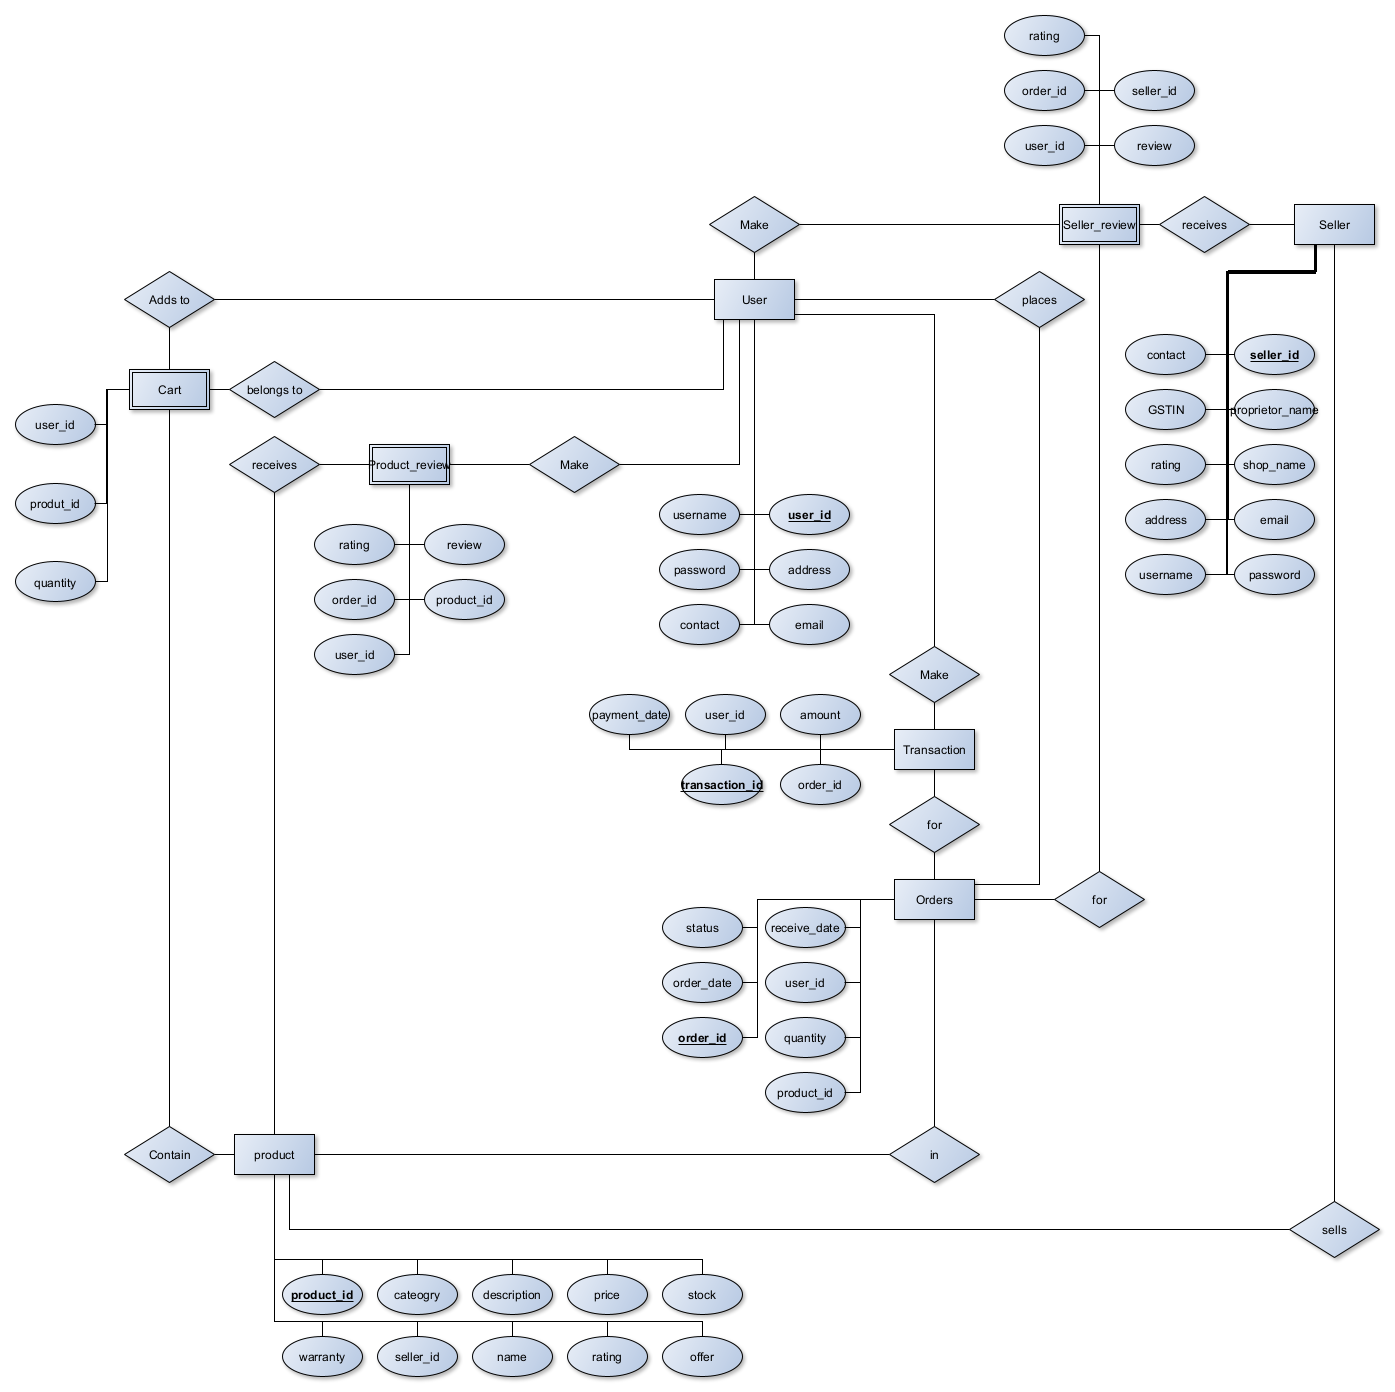 rating
order_id
seller_id
user_id
review
Make
Seller_review
receives
Seller
Adds to
User
places
contact
seller_id
Cart
belongs to
GSTIN
proprietor_name
user_id
receives
Product_review
Make
rating
shop_name
produt_id
username
user_id
address
email
rating
review
password
address
username
password
quantity
order_id
product_id
contact
email
user_id
Make
payment_date
user_id
amount
Transaction
transaction_id
order_id
for
Orders
for
status
receive_date
order_date
user_id
order_id
quantity
product_id
Contain
product
in
sells
product_id
cateogry
description
price
stock
warranty
seller_id
name
rating
offer